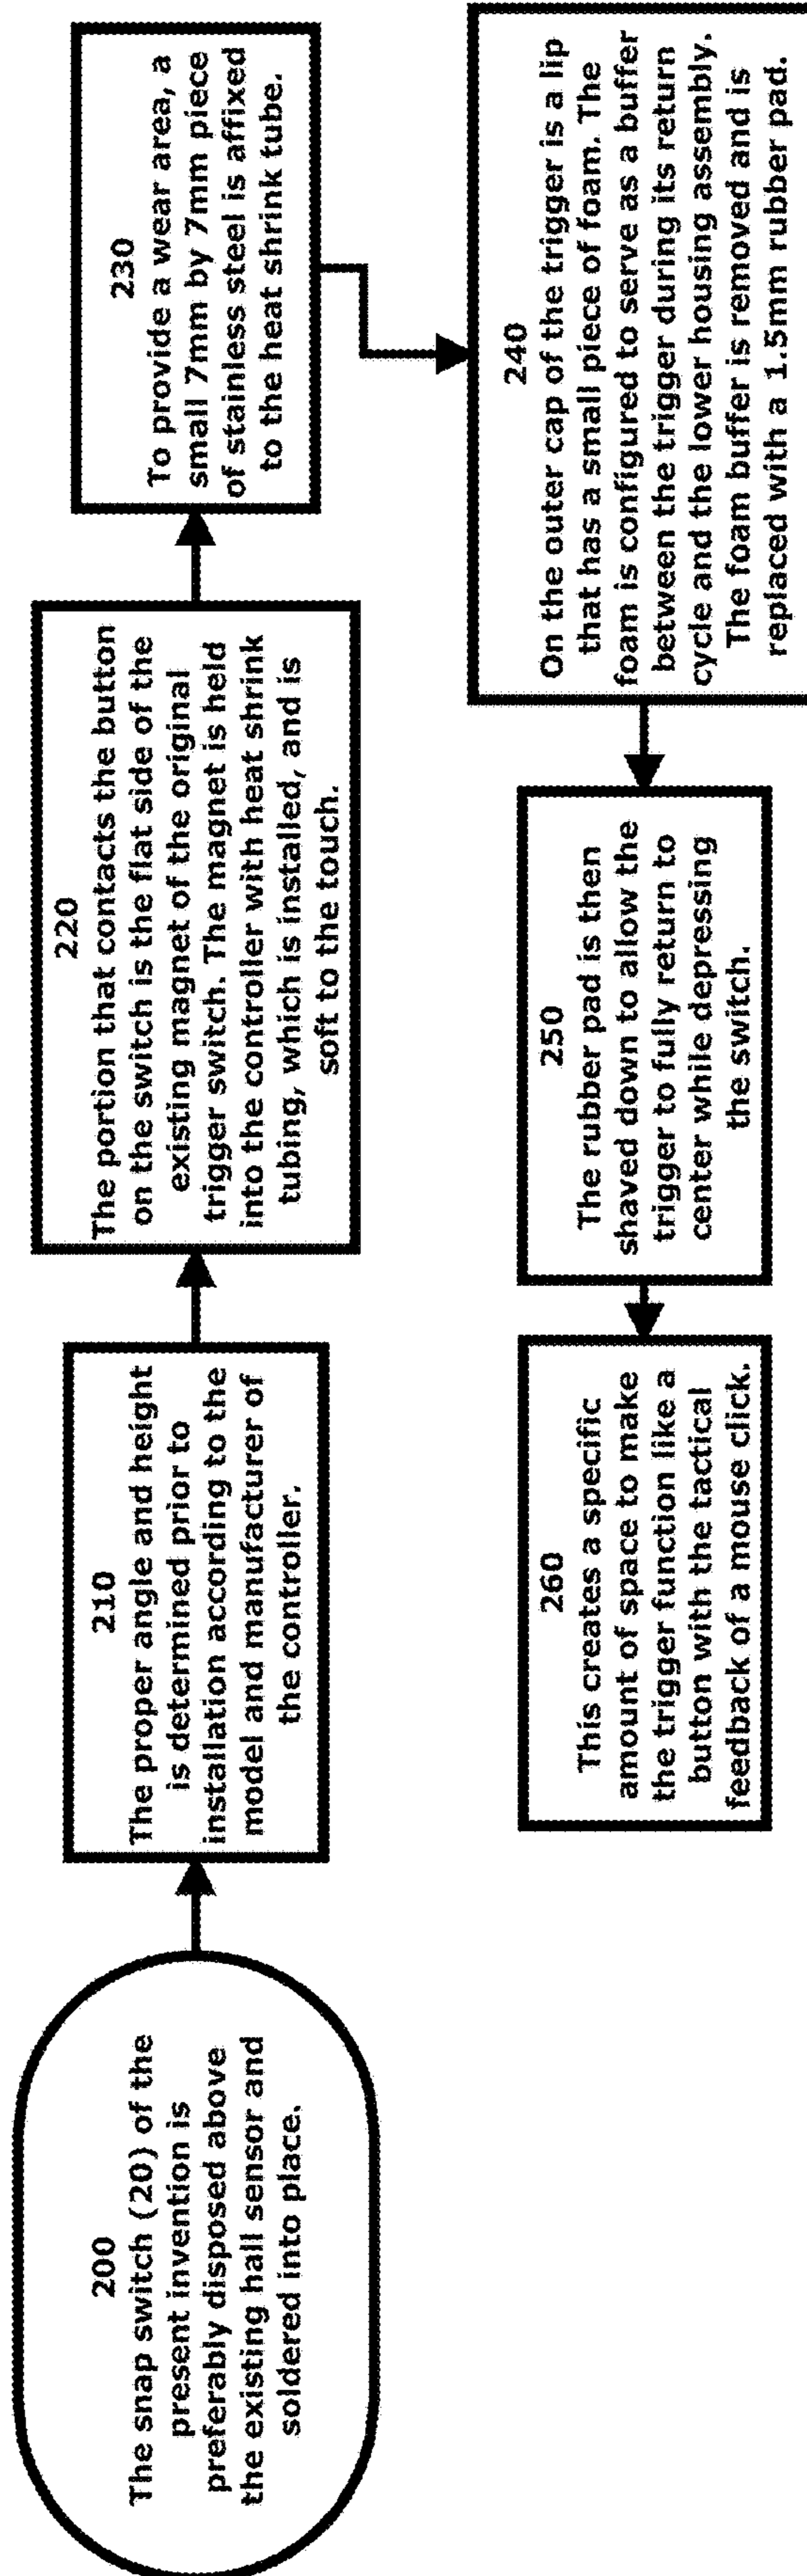 200
The snap switch (20) of the
present invention is
preferably disposed above
the existing hall sensor and
soldered into place.
210
The proper angle and height
is determined prior to
installation according to the
model and manufacturer of
the controller.
220
The portion that contacts the button
on the switch is the flat side of the
existing magnet of the original
trigger switch. The magnet is held
into the controller with heat shrink
tubing, which is installed, and is
soft to the touch.
230
To provide a wear area, a
small 7mm by 7mm piece
of stainless steel is affixed
to the heat shrink tube.
240
On the outer cap of the trigger is a lip
that has a small piece of foam. The
foam is configured to serve as a buffer
between the trigger during its return
cycle and the lower housing assembly.
The foam buffer is removed and is
replaced with a 1.5mm rubber pad.
250
The rubber pad is then
shaved down to allow the
trigger to fully return to
center while depressing
the switch.
260
This creates a specific
amount of space to make
the trigger function like a
button with the tactical
feedback of a mouse click.